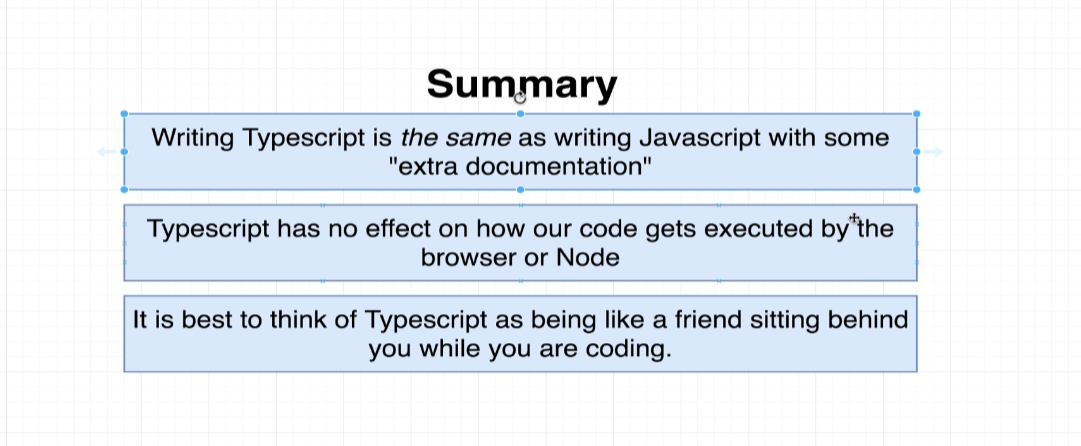 Summary
Writing Typescript is the same as writing Javascript with some
"extra documentation"
Typescript has no effect on how our code gets executed by the
browser or Node
It is best to think of Typescript as being like a friend sitting behind
you while you are coding.